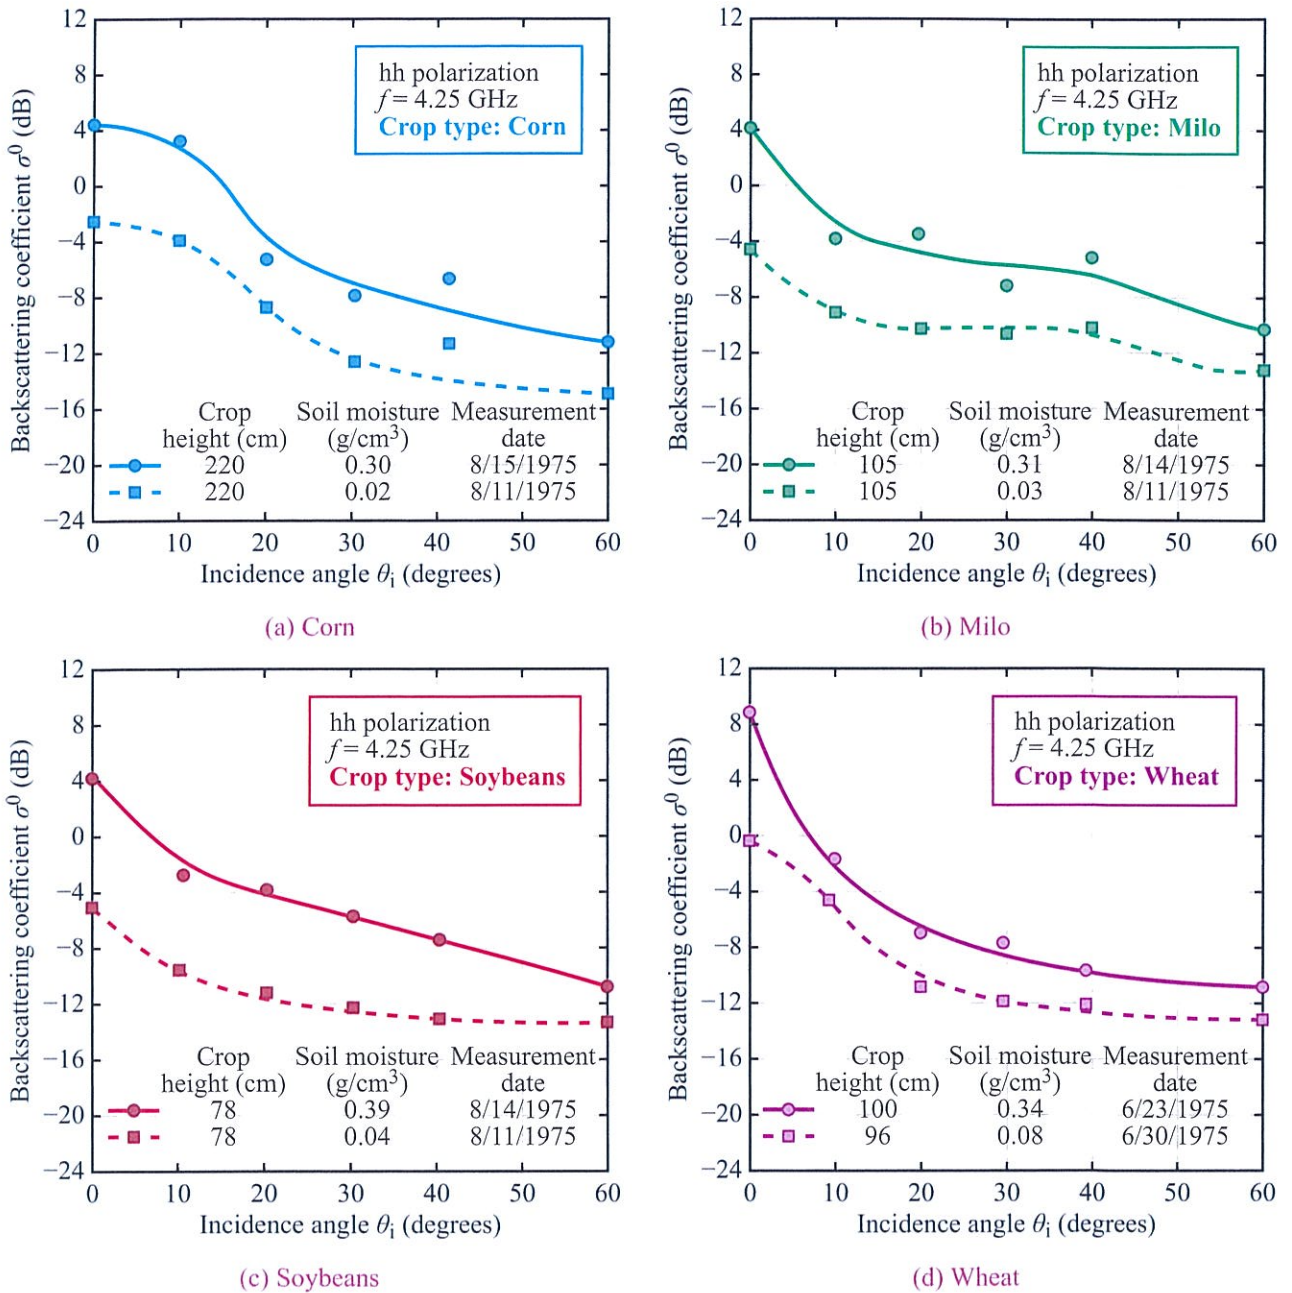 12
8
4
0
−4
−8
−12
−16
−20
−24
Backscattering coefficient σ⁰ (dB)
hh polarization
f = 4.25 GHz
Crop type: Corn
Crop Soil moisture Measurement
height (cm) (g/cm³) date
220 0.30 8/15/1975
220 0.02 8/11/1975
0 10 20 30 40 50 60
Incidence angle θi (degrees)
(a) Corn
12
8
4
0
−4
−8
−12
−16
−20
−24
Backscattering coefficient σ⁰ (dB)
hh polarization
f = 4.25 GHz
Crop type: Milo
Crop Soil moisture Measurement
height (cm) (g/cm³) date
105 0.31 8/14/1975
105 0.03 8/11/1975
0 10 20 30 40 50 60
Incidence angle θi (degrees)
(b) Milo
12
8
4
0
−4
−8
−12
−16
−20
−24
Backscattering coefficient σ⁰ (dB)
hh polarization
f = 4.25 GHz
Crop type: Soybeans
Crop Soil moisture Measurement
height (cm) (g/cm³) date
78 0.39 8/14/1975
78 0.04 8/11/1975
0 10 20 30 40 50 60
Incidence angle θi (degrees)
(c) Soybeans
12
8
4
0
−4
−8
−12
−16
−20
−24
Backscattering coefficient σ⁰ (dB)
hh polarization
f = 4.25 GHz
Crop type: Wheat
Crop Soil moisture Measurement
height (cm) (g/cm³) date
100 0.34 6/23/1975
96 0.08 6/30/1975
0 10 20 30 40 50 60
Incidence angle θi (degrees)
(d) Wheat